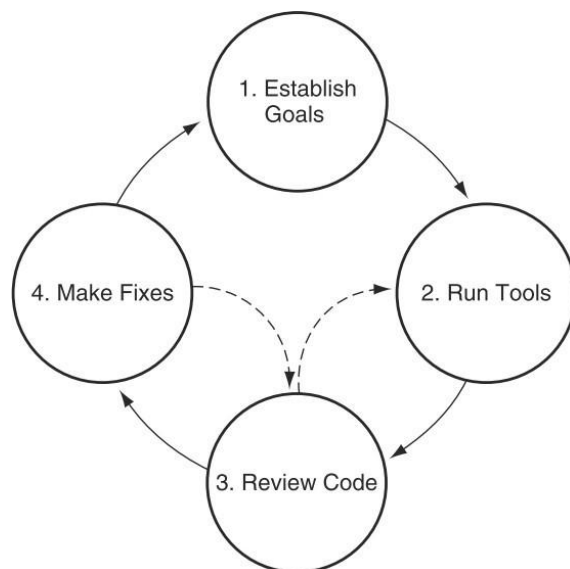 1. Establish
Goals
4. Make Fixes
2. Run Tools
3. Review Code